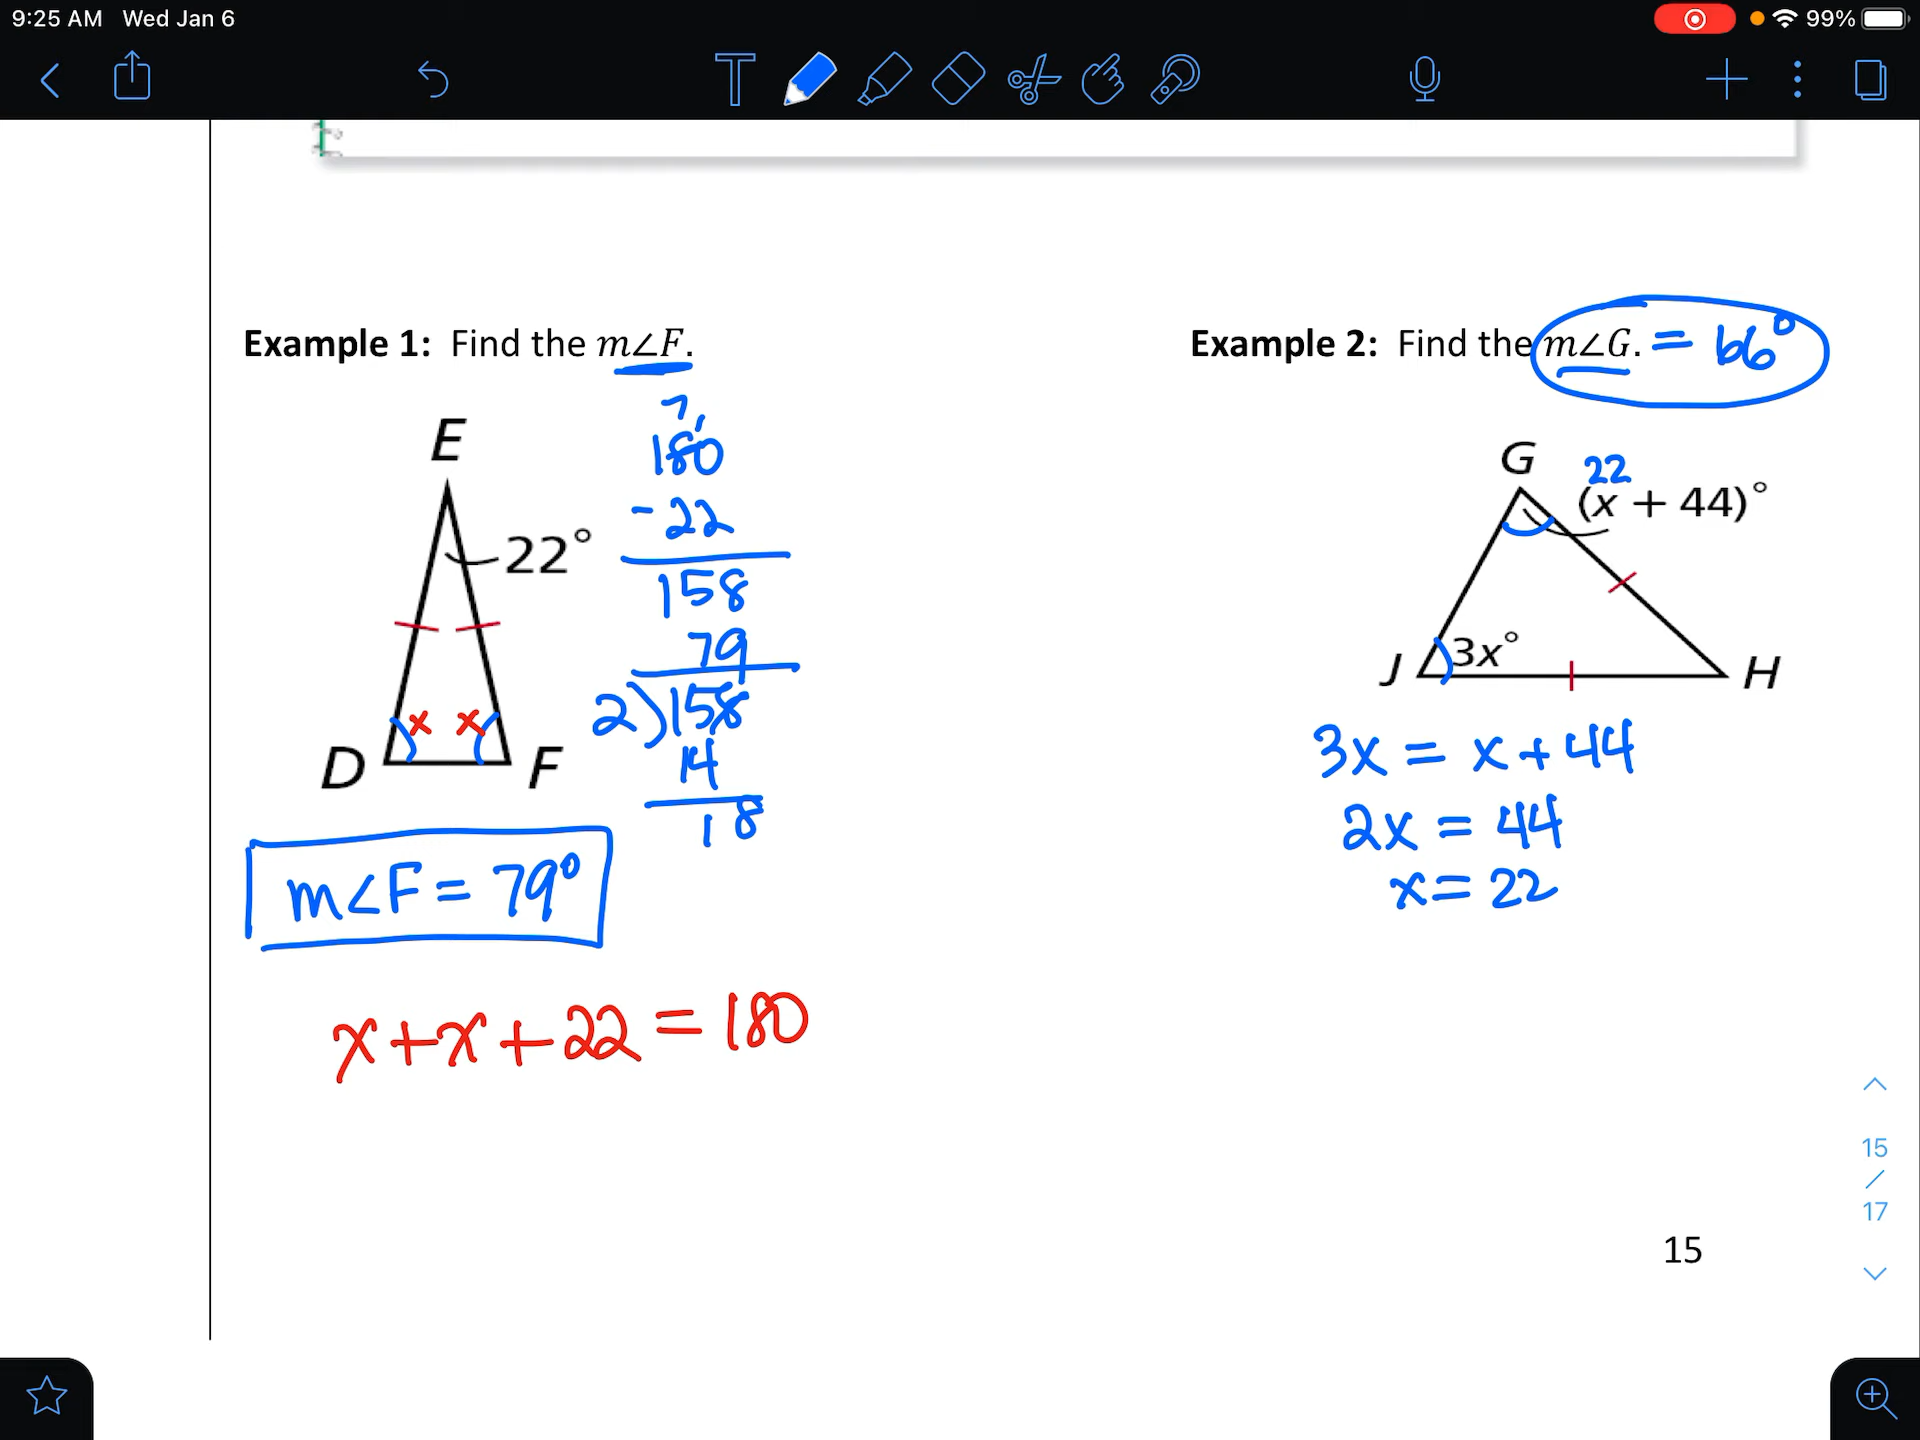 9:25 AM Wed Jan 6
99%
Example 1: Find the m∠F.
E
22°
x x
D F
7 1
180
-22
158
79
2)158
14
18
m∠F = 79°
x+x+22 = 180
Example 2: Find the m∠G. = 66°
G
22
(x + 44)°
3x°
J H
3x = x+44
2x = 44
x = 22
15
/
17
15